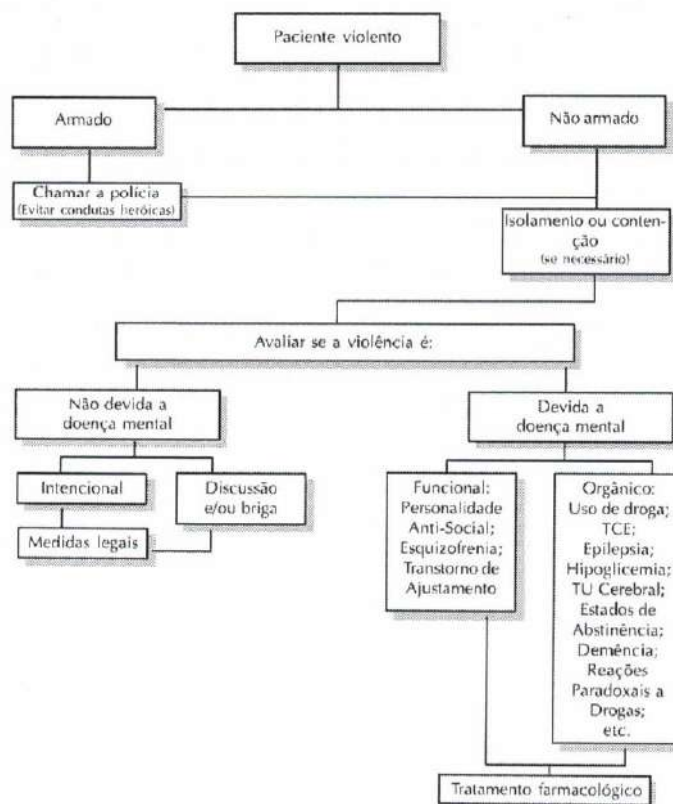 Paciente violento
Armado
Não armado
Chamar a polícia
(Evitar condutas heróicas)
Isolamento ou conten-
ção
(se necessário)
Avaliar se a violência é:
Não devida a
doença mental
Devida a
doença mental
Intencional
Discussão
e/ou briga
Medidas legais
Funcional:
Personalidade
Anti-Social;
Esquizofrenia;
Transtorno de
Ajustamento
Orgânico:
Uso de droga;
TCE;
Epilepsia;
Hipoglicemia;
TU Cerebral;
Estados de
Abstinência;
Demência;
Reações
Paradoxais a
Drogas;
etc.
Tratamento farmacológico